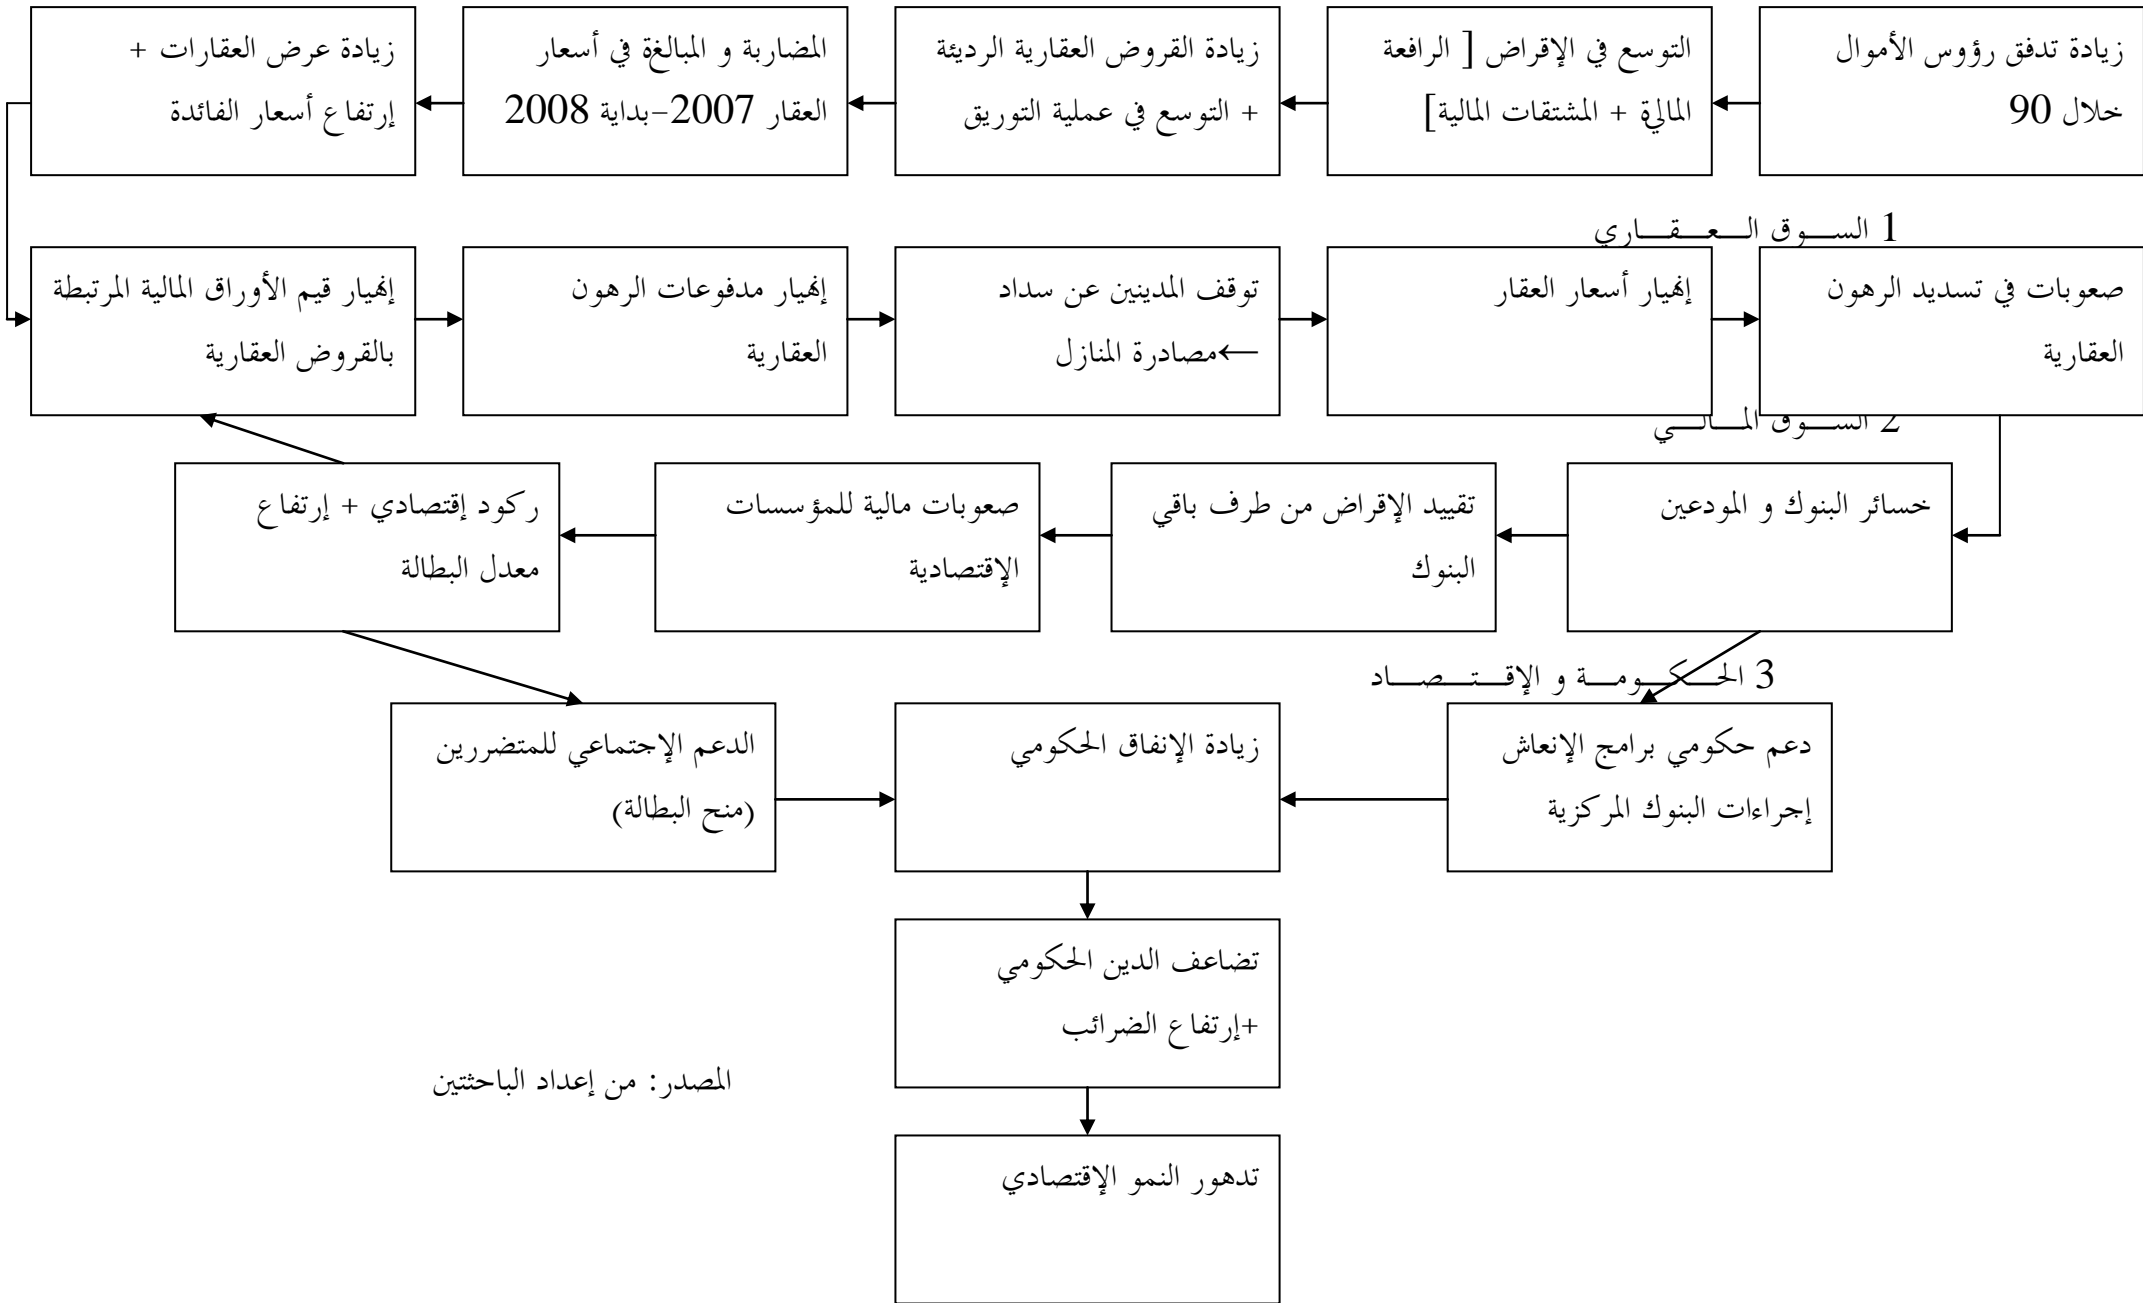 زيادة تدفق رؤوس الأموال
خلال 90
التوسع في الإقراض [ الرافعة
المالية + المشتقات المالية]
زيادة القروض العقارية الرديئة
+ التوسع في عملية التوريق
المضاربة و المبالغة في أسعار
العقار 2007-بداية 2008
زيادة عرض العقارات +
إرتفاع أسعار الفائدة
1 الســـوق الـــعـــقـــاري
صعوبات في تسديد الرهون
العقارية
إنهيار أسعار العقار
توقف المدينين عن سداد
←مصادرة المنازل
إنهيار مدفوعات الرهون
العقارية
إنهيار قيم الأوراق المالية المرتبطة
بالقروض العقارية
2 الســـوق المـــالـــي
خسائر البنوك و المودعين
تقييد الإقراض من طرف باقي
البنوك
صعوبات مالية للمؤسسات
الإقتصادية
ركود إقتصادي + إرتفاع
معدل البطالة
3 الحـــكـــومـــة و الإقـــتـــصـــاد
دعم حكومي برامج الإنعاش
إجراءات البنوك المركزية
زيادة الإنفاق الحكومي
الدعم الإجتماعي للمتضررين
(منح البطالة)
تضاعف الدين الحكومي
+إرتفاع الضرائب
المصدر: من إعداد الباحثتين
تدهور النمو الإقتصادي